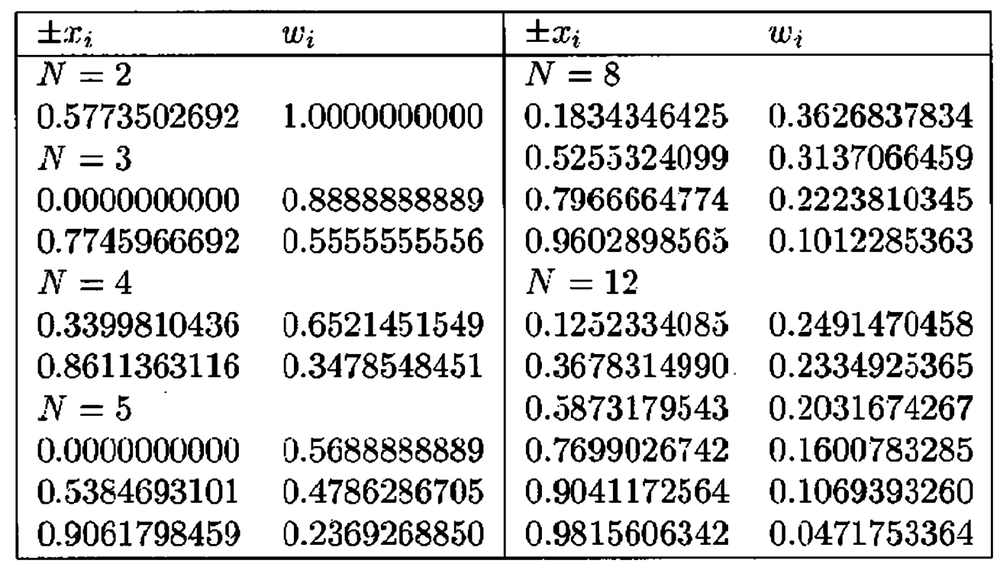 ±x_i w_i ±x_i w_i
N = 2 N = 8
0.5773502692 1.0000000000 0.1834346425 0.3626837834
N = 3 0.5255324099 0.3137066459
0.0000000000 0.8888888889 0.7966664774 0.2223810345
0.7745966692 0.5555555556 0.9602898565 0.1012285363
N = 4 N = 12
0.3399810436 0.6521451549 0.1252334085 0.2491470458
0.8611363116 0.3478548451 0.3678314990 0.2334925365
N = 5 0.5873179543 0.2031674267
0.0000000000 0.5688888889 0.7699026742 0.1600783285
0.5384693101 0.4786286705 0.9041172564 0.1069393260
0.9061798459 0.2369268850 0.9815606342 0.0471753364